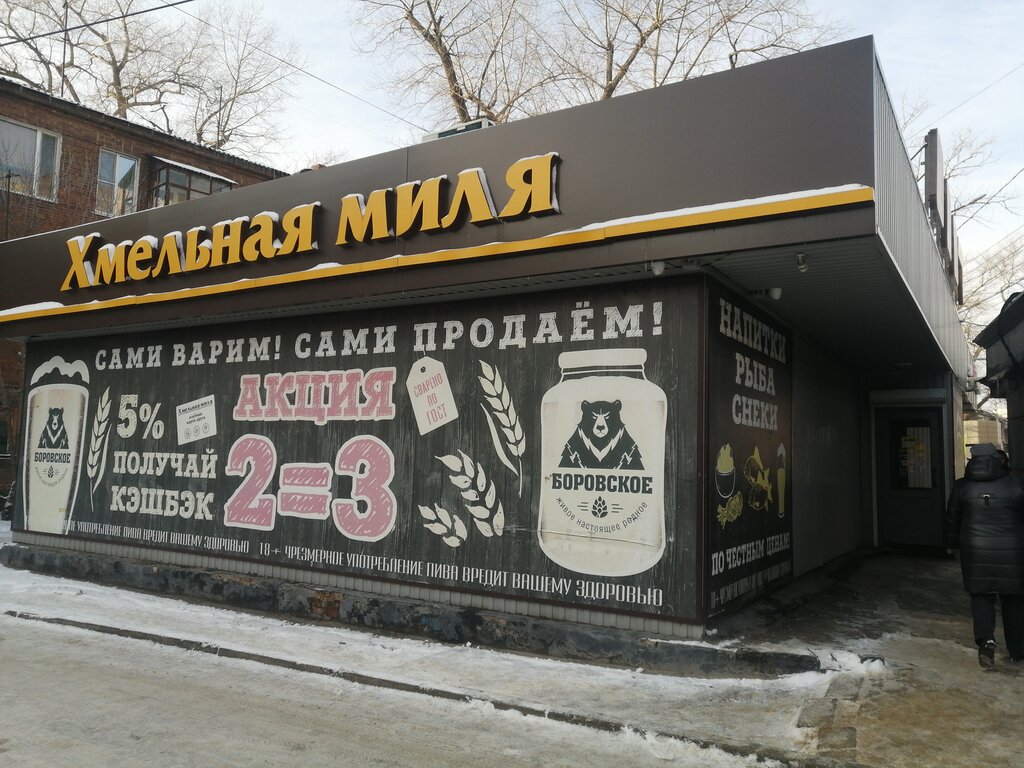 Хмельная миля
САМИ ВАРИМ! САМИ ПРОДАЁМ!
АКЦИЯ
2=3
5%
ПОЛУЧАЙ
КЭШБЭК
Хмельная миля
СВАРЕНО
ПО
ГОСТ
БОРОВСКОЕ
БОРОВСКОЕ
живое настоящее родное
УПОТРЕБЛЕНИЕ ПИВА ВРЕДИТ ВАШЕМУ ЗДОРОВЬЮ 18+ ЧРЕЗМЕРНОЕ УПОТРЕБЛЕНИЕ ПИВА ВРЕДИТ ВАШЕМУ ЗДОРОВЬЮ
НАПИТКИ
РЫБА
СНЕКИ
ПО ЧЕСТНЫМ ЦЕНАМ!